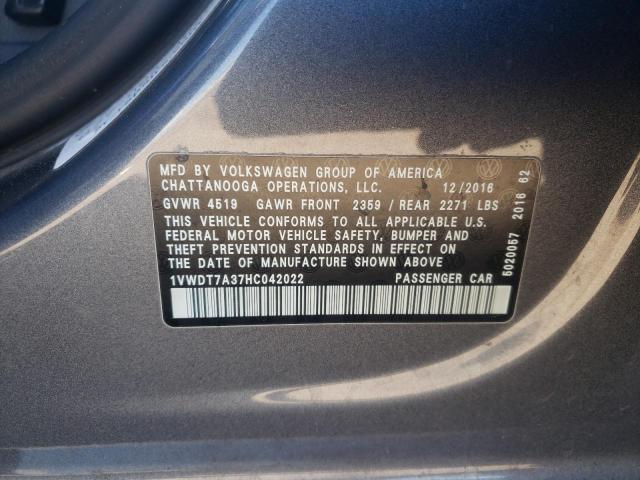 MFD BY VOLKSWAGEN GROUP OF AMERICA
CHATTANOOGA OPERATIONS, LLC. 12/2016
GVWR 4519 GAWR FRONT 2359 / REAR 2271 LBS
THIS VEHICLE CONFORMS TO ALL APPLICABLE U.S.
FEDERAL MOTOR VEHICLE SAFETY, BUMPER AND
THEFT PREVENTION STANDARDS IN EFFECT ON
THE DATE OF MANUFACTURE SHOWN ABOVE
1VWDT7A37HC042022 PASSENGER CAR
5020057 2016 62